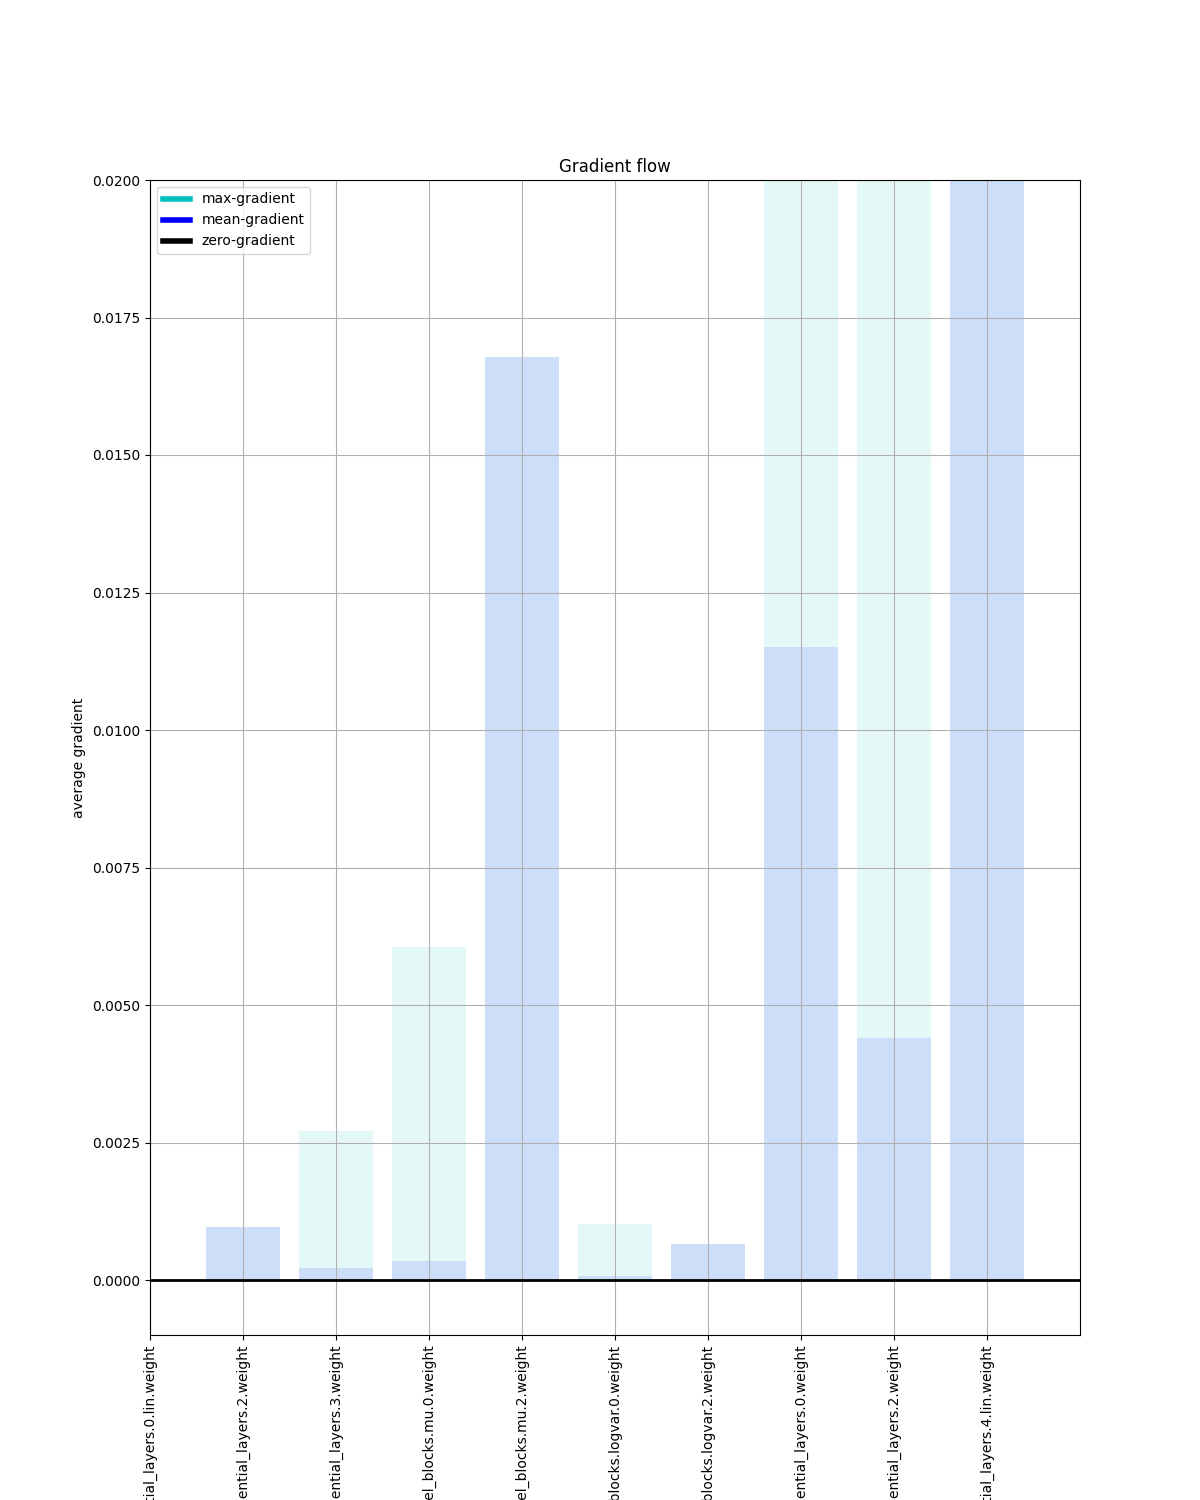 Gradient flow
max-gradient
mean-gradient
zero-gradient
0.0200
0.0175
0.0150
0.0125
0.0100
0.0075
0.0050
0.0025
0.0000
average gradient
tial_layers.0.lin.weight
ential_layers.2.weight
ential_layers.3.weight
el_blocks.mu.0.weight
el_blocks.mu.2.weight
blocks.logvar.0.weight
blocks.logvar.2.weight
ential_layers.0.weight
ential_layers.2.weight
tial_layers.4.lin.weight